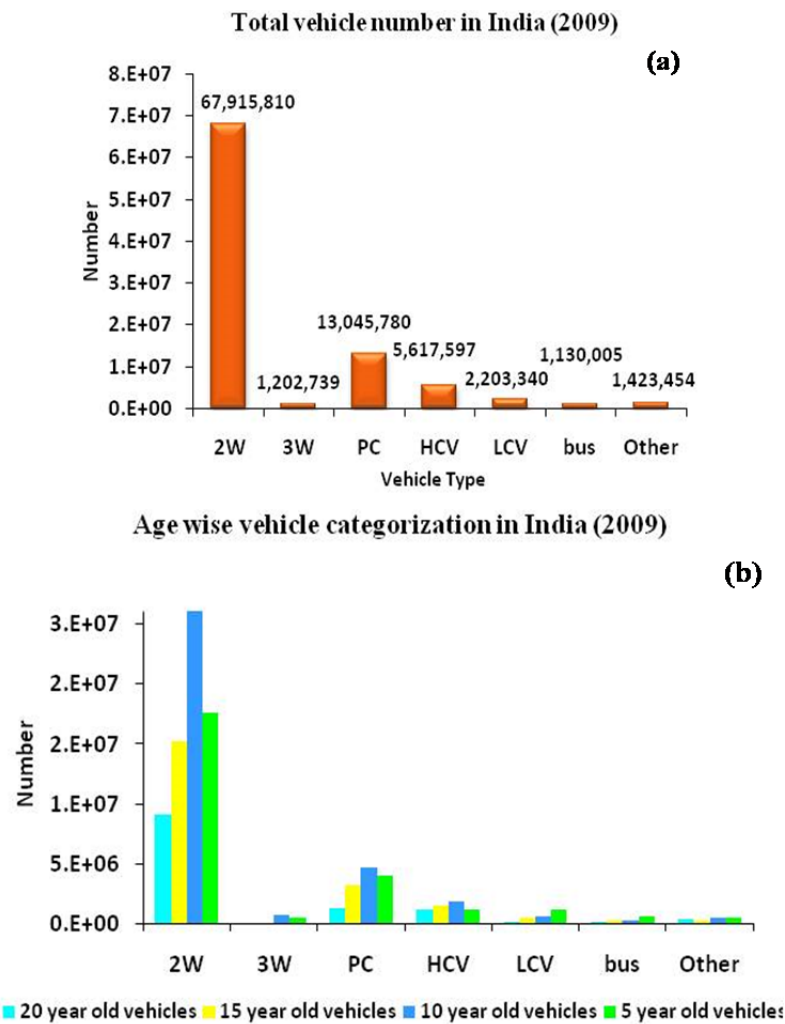 Total vehicle number in India (2009)
(a)
8.E+07
7.E+07
6.E+07
5.E+07
4.E+07
3.E+07
2.E+07
1.E+07
0.E+00
Number
67,915,810
1,202,739
13,045,780
5,617,597
2,203,340
1,130,005
1,423,454
2W 3W PC HCV LCV bus Other
Vehicle Type
Age wise vehicle categorization in India (2009)
(b)
3.E+07
2.E+07
2.E+07
1.E+07
5.E+06
0.E+00
Number
2W 3W PC HCV LCV bus Other
20 year old vehicles 15 year old vehicles 10 year old vehicles 5 year old vehicles